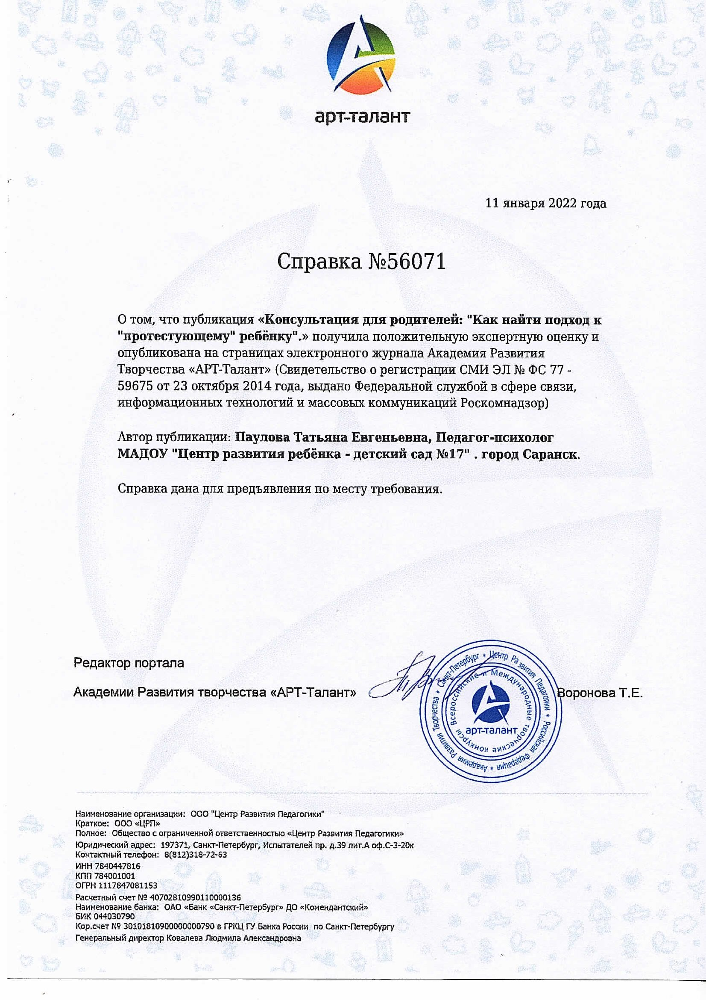 арт-талант
11 января 2022 года
Справка №56071
О том, что публикация «Консультация для родителей: "Как найти подход к
"протестующему" ребёнку".» получила положительную экспертную оценку и
опубликована на страницах электронного журнала Академия Развития
Творчества «АРТ-Талант» (Свидетельство о регистрации СМИ ЭЛ № ФС 77 -
59675 от 23 октября 2014 года, выдано Федеральной службой в сфере связи,
информационных технологий и массовых коммуникаций Роскомнадзор)
Автор публикации: Паулова Татьяна Евгеньевна, Педагог-психолог
МАДОУ "Центр развития ребёнка - детский сад №17" . город Саранск.
Справка дана для предъявления по месту требования.
Редактор портала
Академии Развития творчества «АРТ-Талант»
Воронова Т.Е.
Санкт-Петербург * Центр Развития Педагогики * Российская Федерация * Академия Развития Творчества *
Всероссийские и Международные творческие конкурсы
арт-талант
Наименование организации: ООО "Центр Развития Педагогики"
Краткое: ООО «ЦРП»
Полное: Общество с ограниченной ответственностью «Центр Развития Педагогики»
Юридический адрес: 197371, Санкт-Петербург, Испытателей пр. д.39 лит.А оф.С-3-20к
Контактный телефон: 8(812)318-72-63
ИНН 7840447816
КПП 784001001
ОГРН 1117847081153
Расчетный счет № 40702810990110000136
Наименование банка: ОАО «Банк «Санкт-Петербург» ДО «Комендантский»
БИК 044030790
Кор.счет № 30101810900000000790 в ГРКЦ ГУ Банка России по Санкт-Петербургу
Генеральный директор Ковалева Людмила Александровна